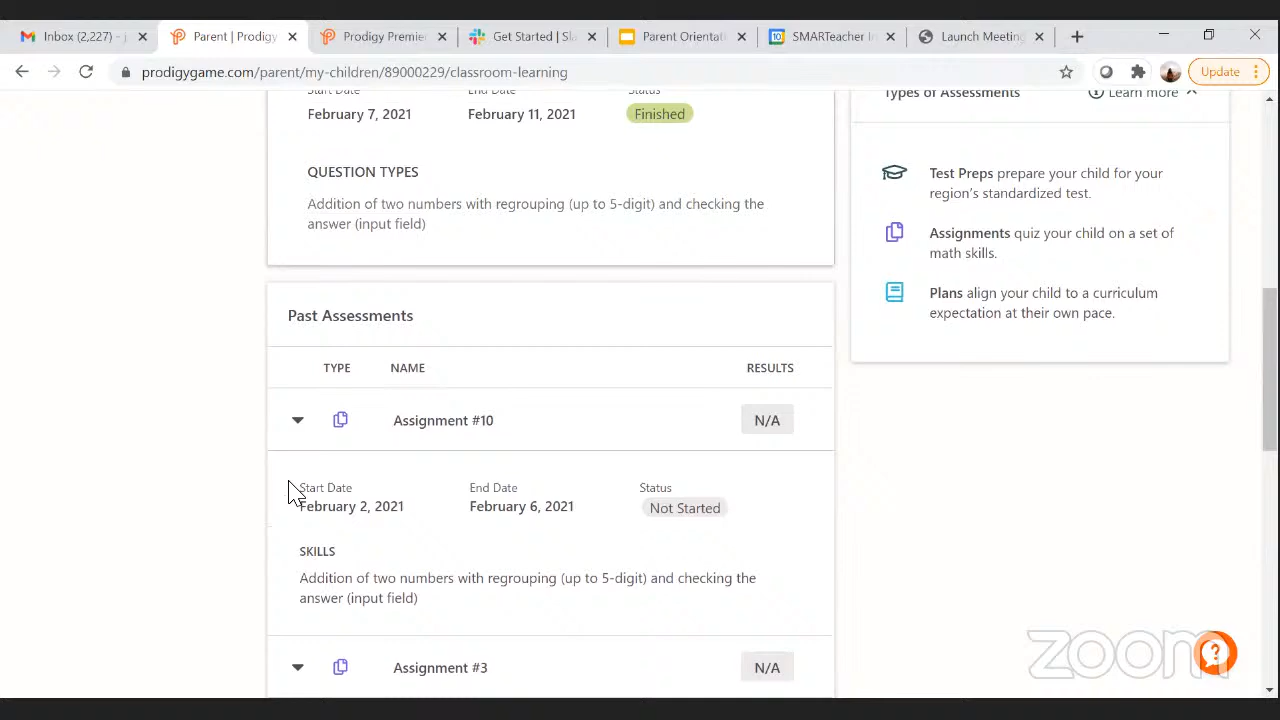 Inbox (2,227) - j
Parent | Prodigy
Prodigy Premie
Get Started | Sl
Parent Orientat
SMARTeacher In
Launch Meeting
prodigygame.com/parent/my-children/89000229/classroom-learning
Update
Start Date End Date Status
February 7, 2021 February 11, 2021 Finished
QUESTION TYPES
Addition of two numbers with regrouping (up to 5-digit) and checking the
answer (input field)
Past Assessments
TYPE NAME RESULTS
Assignment #10 N/A
Start Date End Date Status
February 2, 2021 February 6, 2021 Not Started
SKILLS
Addition of two numbers with regrouping (up to 5-digit) and checking the
answer (input field)
Assignment #3 N/A
Types of Assessments Learn more
Test Preps prepare your child for your
region's standardized test.
Assignments quiz your child on a set of
math skills.
Plans align your child to a curriculum
expectation at their own pace.
zoom